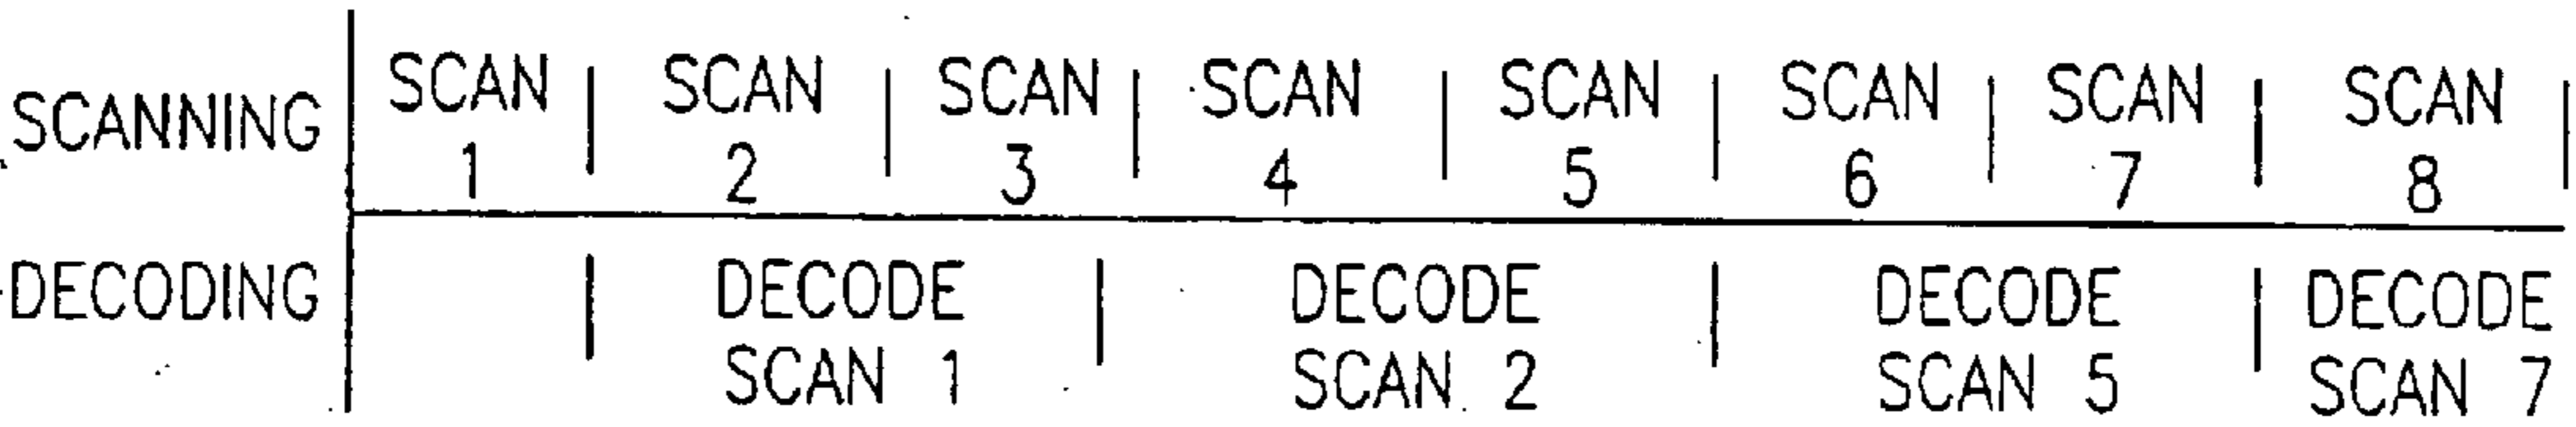 SCANNING
SCAN 1
SCAN 2
SCAN 3
SCAN 4
SCAN 5
SCAN 6
SCAN 7
SCAN 8
DECODING
DECODE SCAN 1
DECODE SCAN 2
DECODE SCAN 5
DECODE SCAN 7